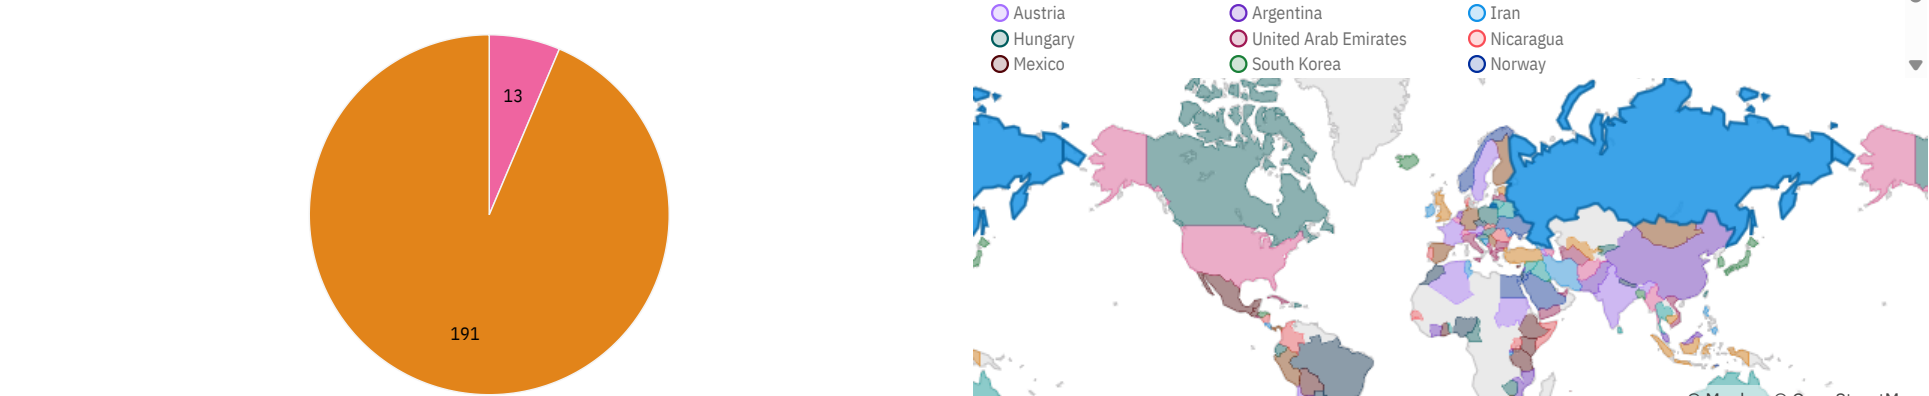 13
191
Austria Argentina Iran
Hungary United Arab Emirates Nicaragua
Mexico South Korea Norway